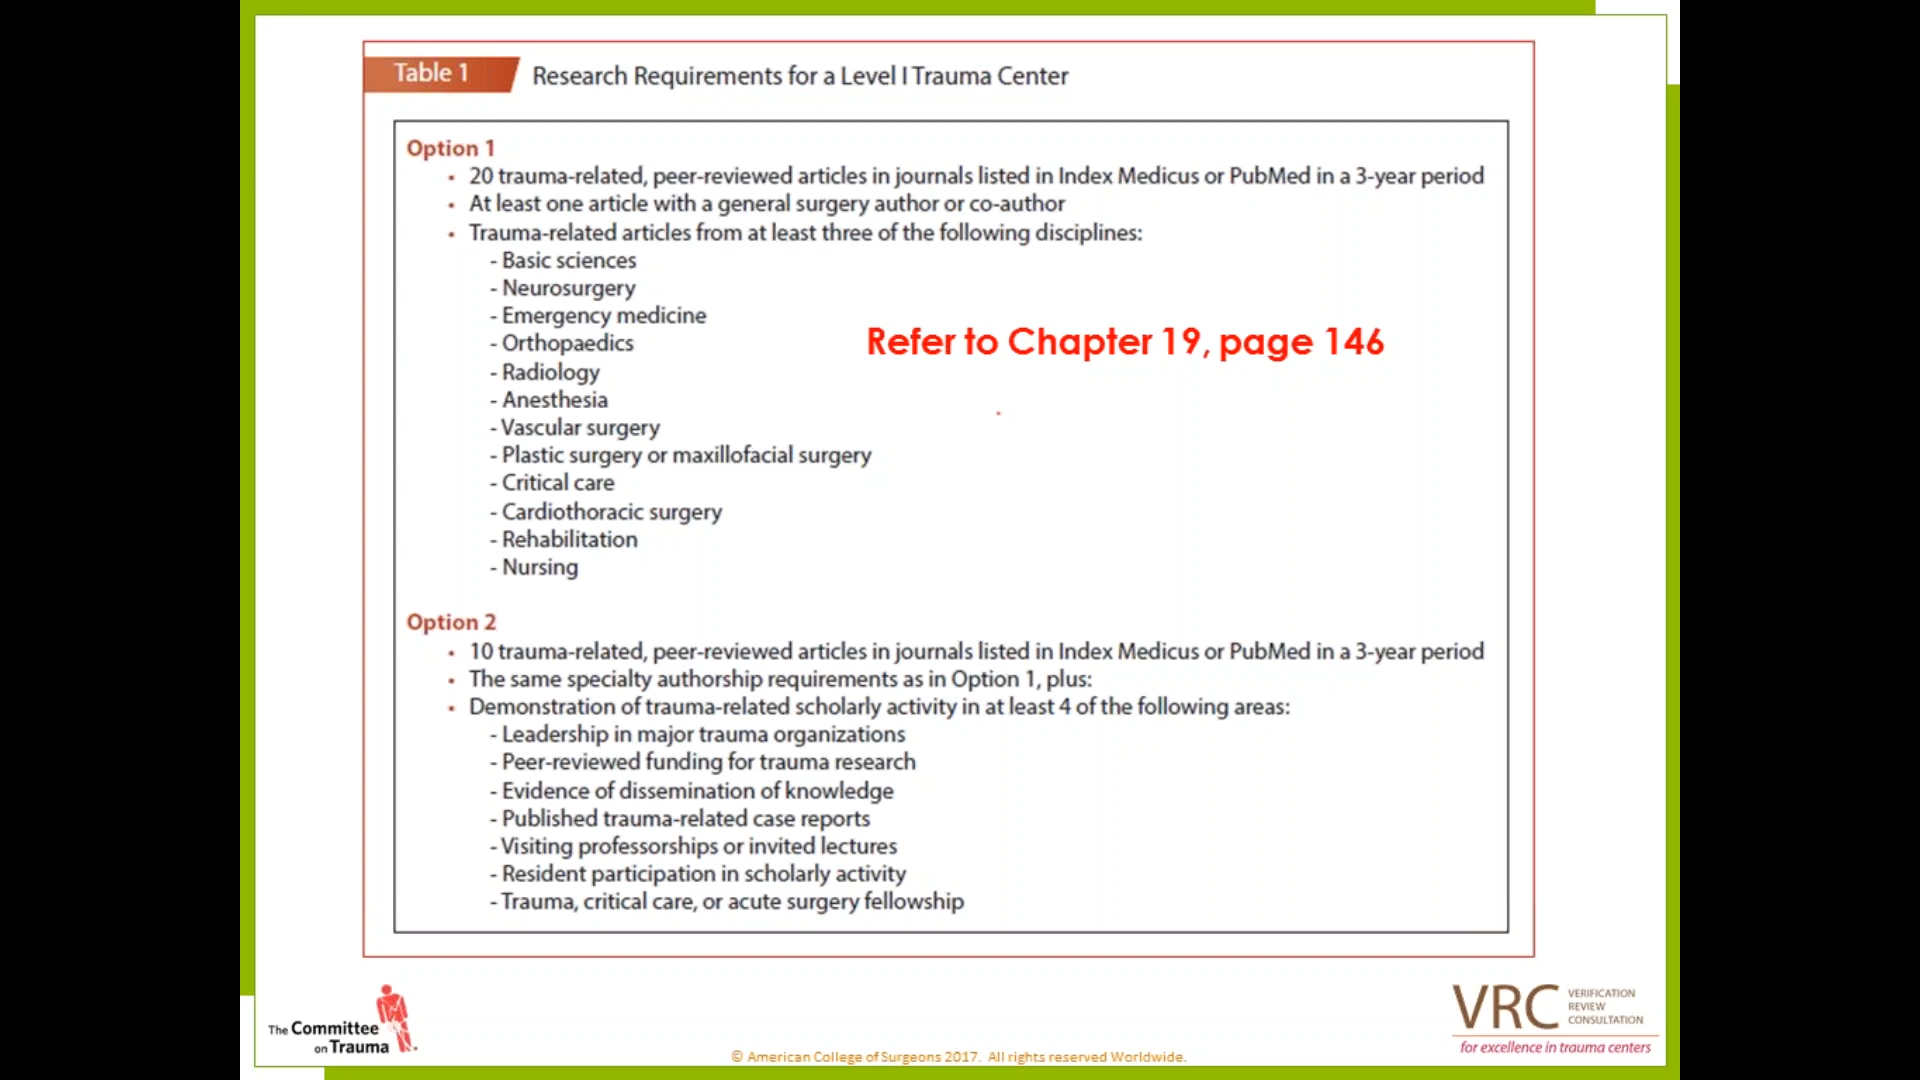 Table 1
Research Requirements for a Level I Trauma Center
Option 1
• 20 trauma-related, peer-reviewed articles in journals listed in Index Medicus or PubMed in a 3-year period
• At least one article with a general surgery author or co-author
• Trauma-related articles from at least three of the following disciplines:
- Basic sciences
- Neurosurgery
- Emergency medicine
- Orthopaedics
- Radiology
- Anesthesia
- Vascular surgery
- Plastic surgery or maxillofacial surgery
- Critical care
- Cardiothoracic surgery
- Rehabilitation
- Nursing
Refer to Chapter 19, page 146
Option 2
• 10 trauma-related, peer-reviewed articles in journals listed in Index Medicus or PubMed in a 3-year period
• The same specialty authorship requirements as in Option 1, plus:
• Demonstration of trauma-related scholarly activity in at least 4 of the following areas:
- Leadership in major trauma organizations
- Peer-reviewed funding for trauma research
- Evidence of dissemination of knowledge
- Published trauma-related case reports
- Visiting professorships or invited lectures
- Resident participation in scholarly activity
- Trauma, critical care, or acute surgery fellowship
The Committee
on Trauma
© American College of Surgeons 2017. All rights reserved Worldwide.
VRC
VERIFICATION
REVIEW
CONSULTATION
for excellence in trauma centers